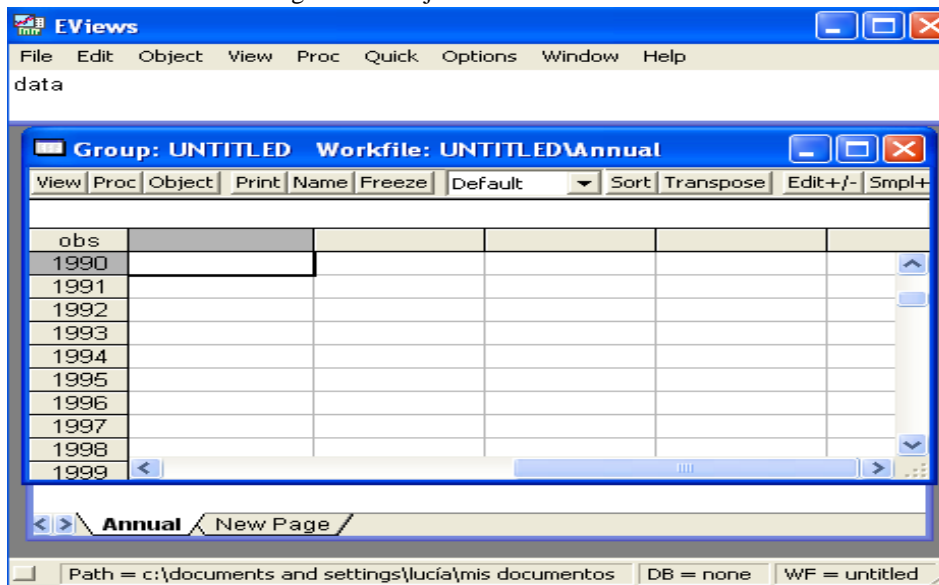 EViews
File Edit Object View Proc Quick Options Window Help
data
Group: UNTITLED Workfile: UNTITLED\Annual
View Proc Object Print Name Freeze Default Sort Transpose Edit+/- Smpl+
obs
1990
1991
1992
1993
1994
1995
1996
1997
1998
1999
Annual New Page
Path = c:\documents and settings\lucía\mis documentos DB = none WF = untitled